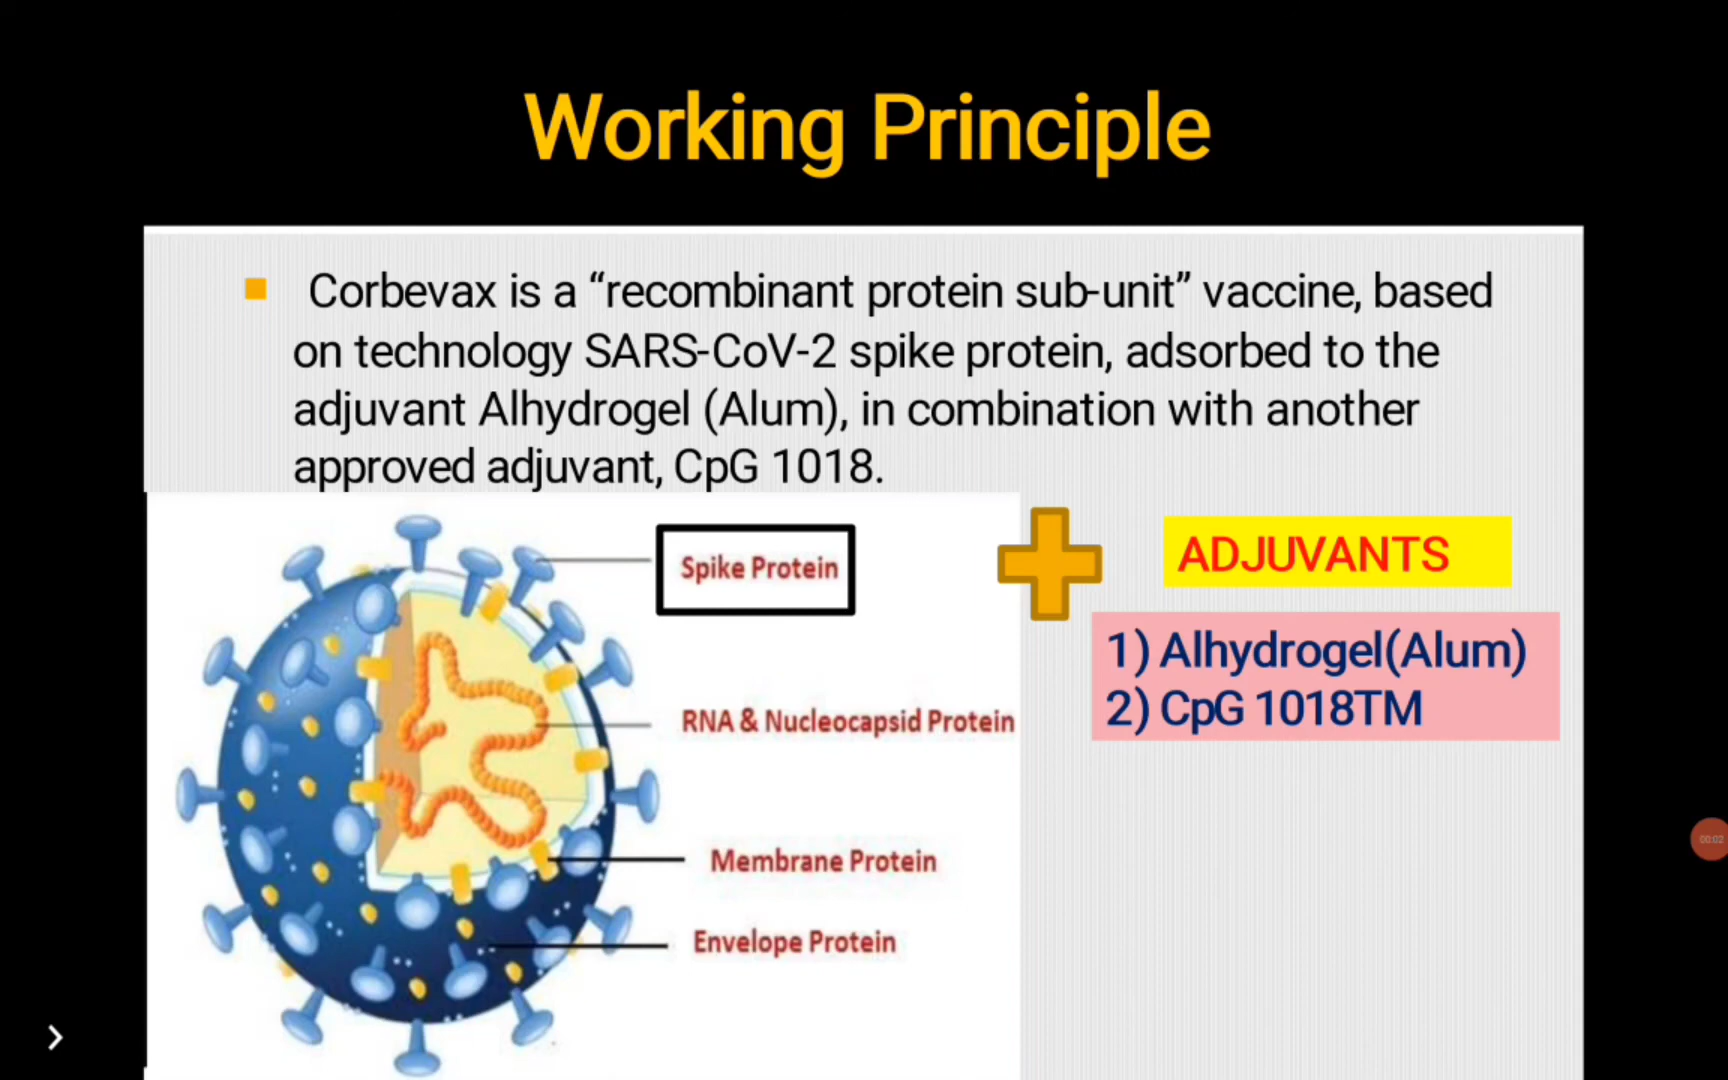 Working Principle
Corbevax is a “recombinant protein sub-unit” vaccine, based
on technology SARS-CoV-2 spike protein, adsorbed to the
adjuvant Alhydrogel (Alum), in combination with another
approved adjuvant, CpG 1018.
Spike Protein
ADJUVANTS
1) Alhydrogel(Alum)
2) CpG 1018TM
RNA & Nucleocapsid Protein
Membrane Protein
Envelope Protein
00:02